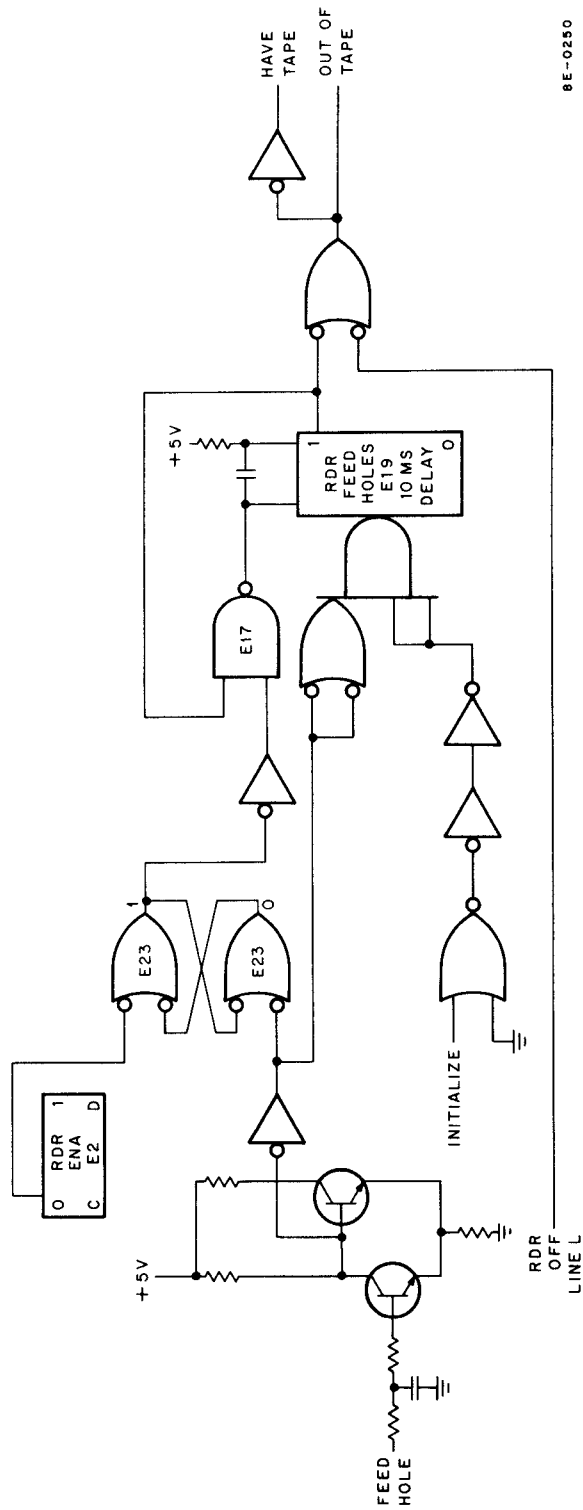 HAVE
TAPE
OUT OF
TAPE
8E-0250
+5V
RDR
FEED
HOLES
E19
10 MS
DELAY
1
0
E17
E23
1
E23
0
0
1
RDR
ENA
E2
C
D
+5V
INITIALIZE
FEED
HOLE
RDR
OFF
LINE L